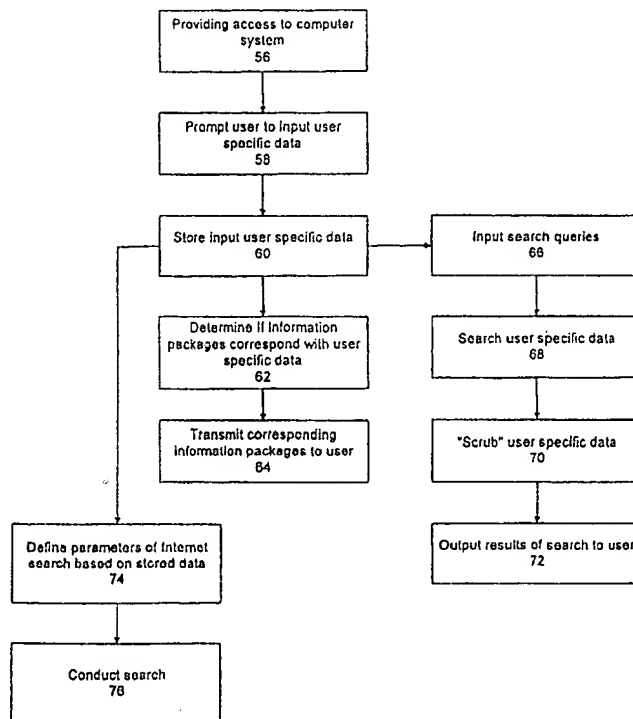 Providing access to computer
system
56
Prompt user to input user
specific data
58
Store input user specific data
60
Input search queries
66
Determine if information
packages correspond with user
specific data
62
Search user specific data
68
Transmit corresponding
information packages to user
64
"Scrub" user specific data
70
Define parameters of Internet
search based on stored data
74
Output results of search to user
72
Conduct search
76